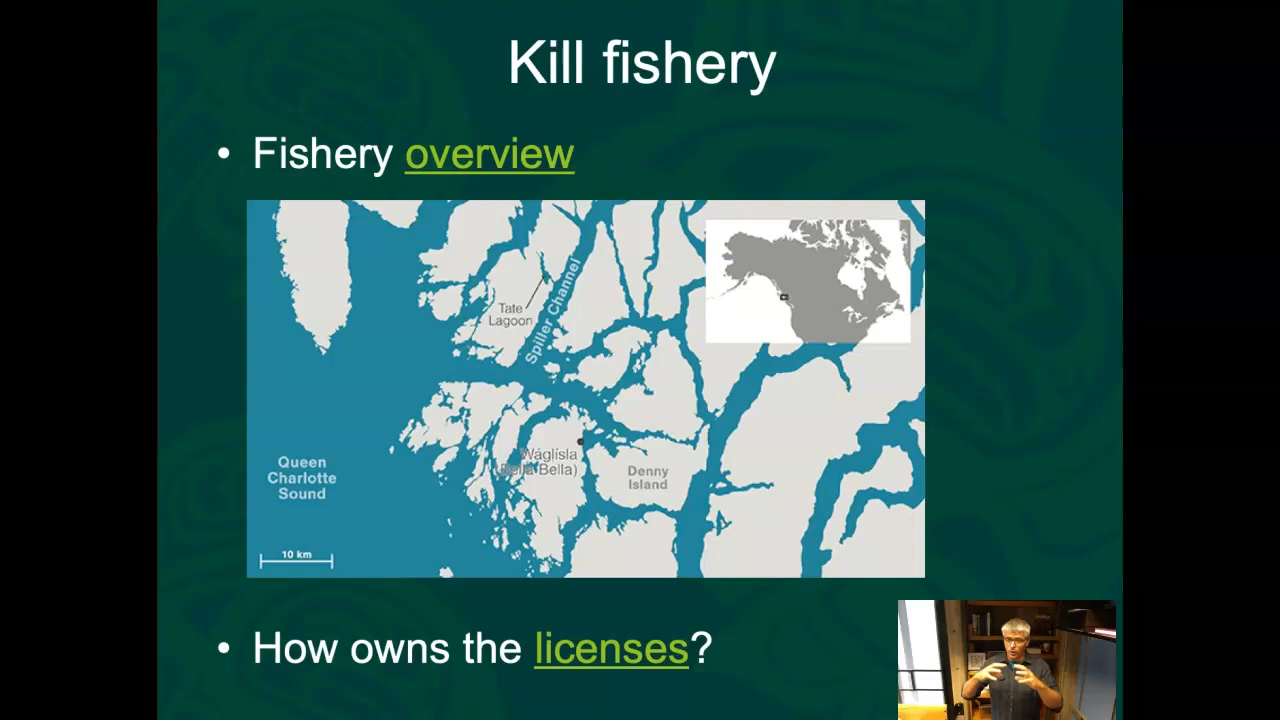 Kill fishery
• Fishery overview
Tate
Lagoon
Spiller Channel
Wágḷísla
(Bella Bella)
Denny
Island
Queen
Charlotte
Sound
10 km
• How owns the licenses?